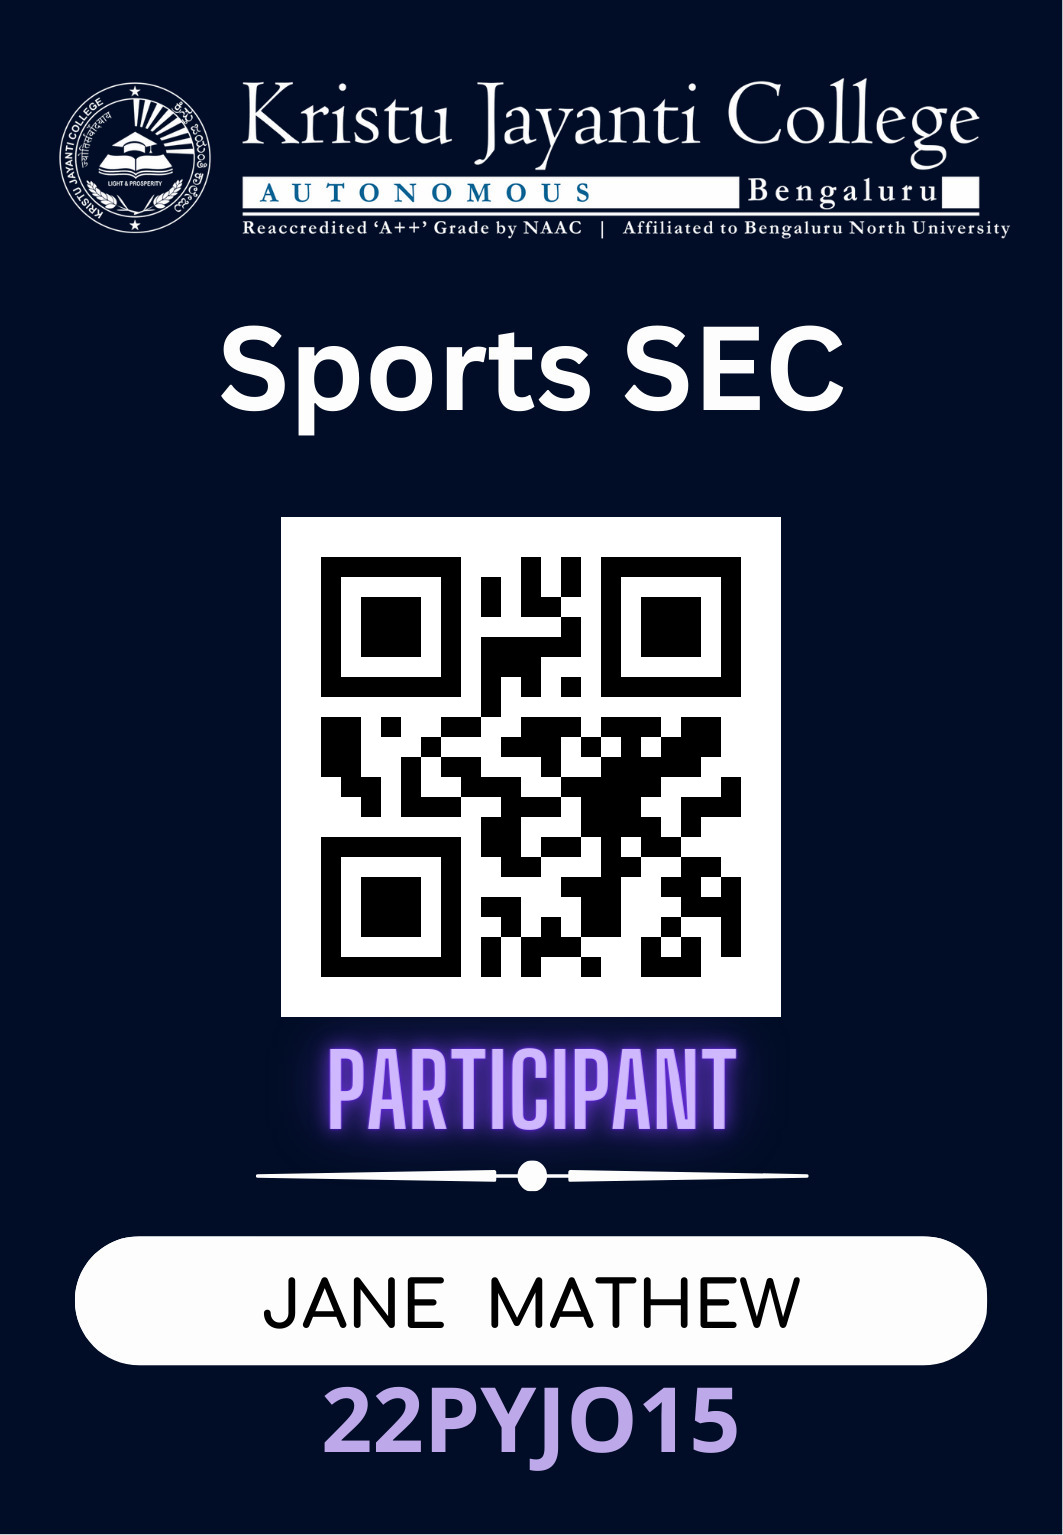 Kristu Jayanti College
AUTONOMOUS Bengaluru
Reaccredited ‘A++’ Grade by NAAC | Affiliated to Bengaluru North University
KRISTU JAYANTI COLLEGE
LIGHT & PROSPERITY
Sports SEC
PARTICIPANT
JANE MATHEW
22PYJO15